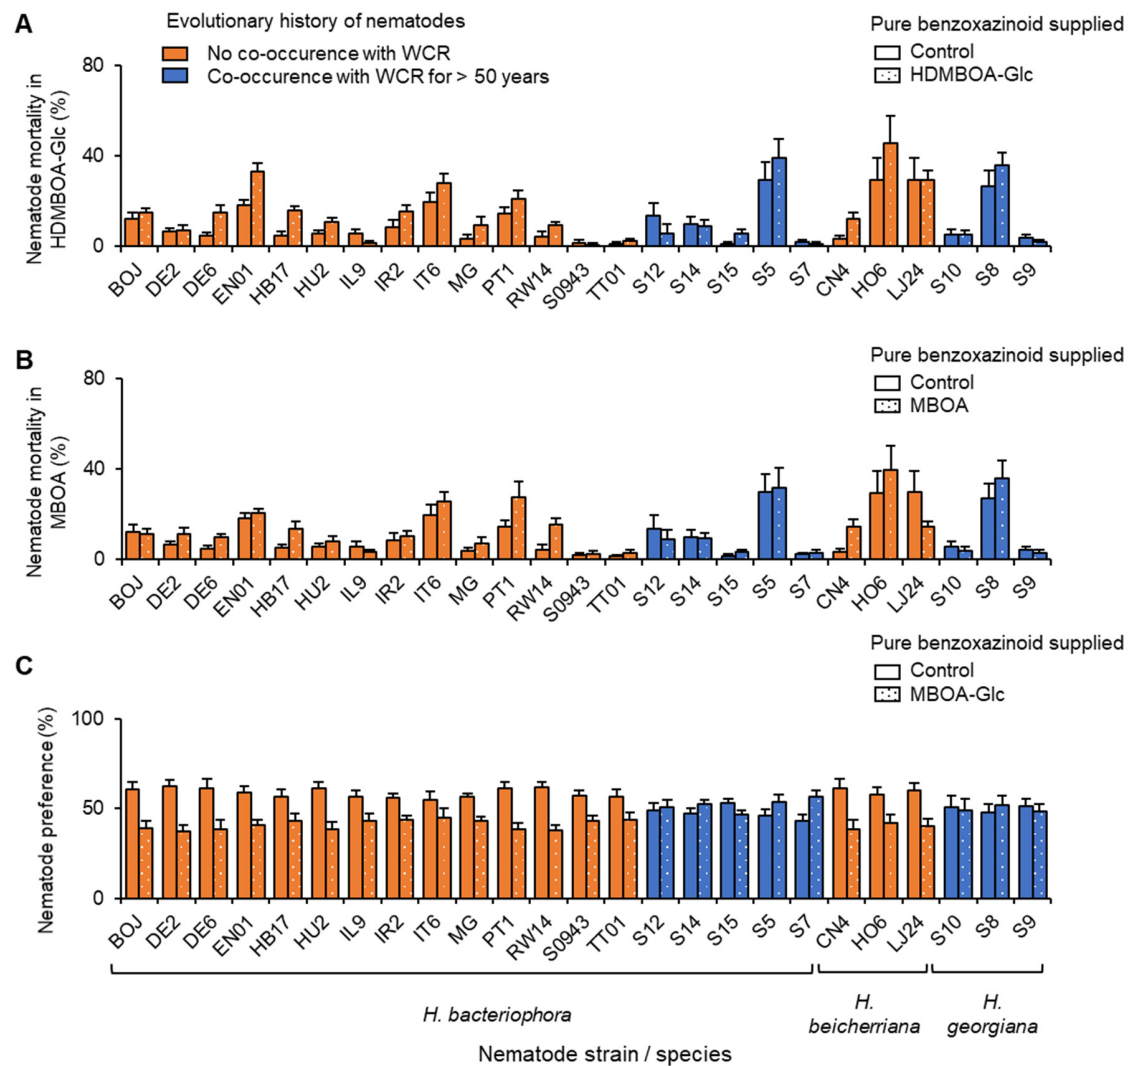 A
Evolutionary history of nematodes
No co-occurence with WCR
Co-occurence with WCR for > 50 years
Pure benzoxazinoid supplied
Control
HDMBOA-Glc
Nematode mortality in
HDMBOA-Glc (%)
80
40
0
BOJ DE2 DE6 EN01 HB17 HU2 IL9 IR2 IT6 MG PT1 RW14 S0943 TT01 S12 S14 S15 S5 S7 CN4 HO6 LJ24 S10 S8 S9
B
Pure benzoxazinoid supplied
Control
MBOA
Nematode mortality in
MBOA (%)
80
40
0
BOJ DE2 DE6 EN01 HB17 HU2 IL9 IR2 IT6 MG PT1 RW14 S0943 TT01 S12 S14 S15 S5 S7 CN4 HO6 LJ24 S10 S8 S9
C
Pure benzoxazinoid supplied
Control
MBOA-Glc
Nematode preference (%)
100
50
0
BOJ DE2 DE6 EN01 HB17 HU2 IL9 IR2 IT6 MG PT1 RW14 S0943 TT01 S12 S14 S15 S5 S7 CN4 HO6 LJ24 S10 S8 S9
H. bacteriophora
H.
beicherriana
H.
georgiana
Nematode strain / species